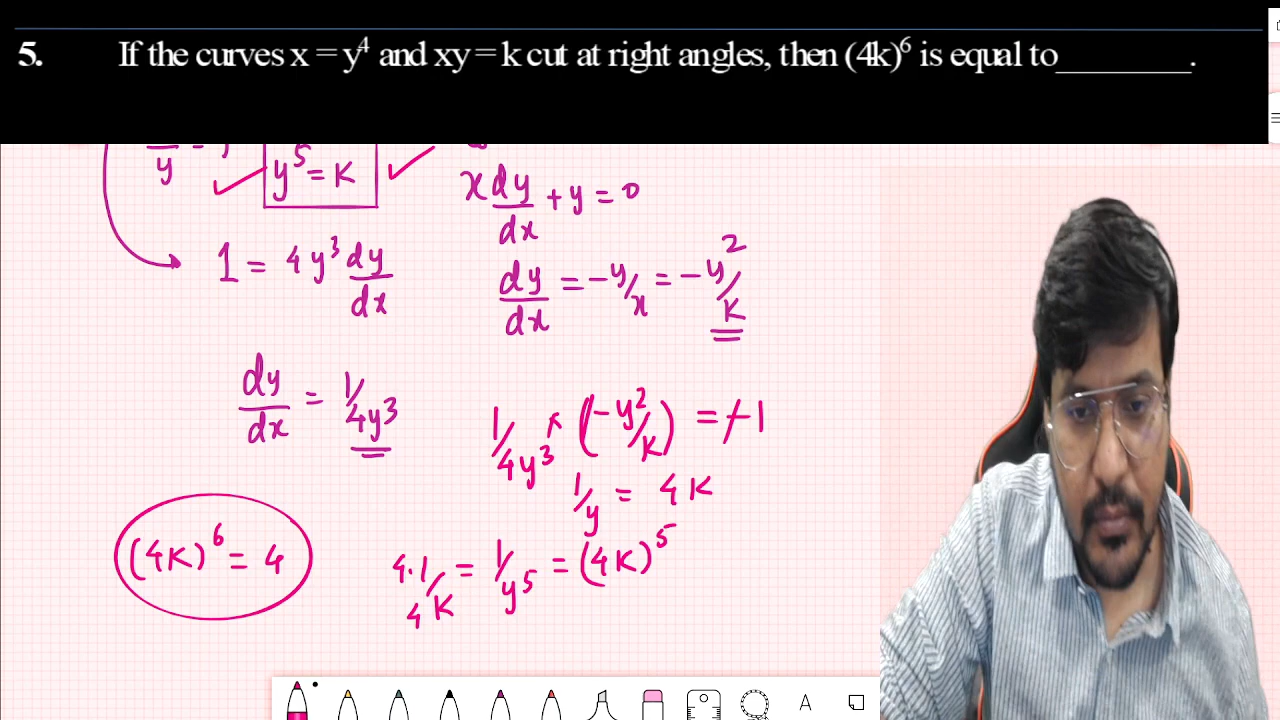 5. If the curves x = y⁴ and xy = k cut at right angles, then (4k)⁶ is equal to_________.
y
y⁵ = K
x dy/dx + y = 0
1 = 4y³ dy/dx
dy/dx = -y/x = -y²/K
dy/dx = 1/4y³
1/4y³ × (-y²/K) = -1
1/y = 4K
(4K)⁶ = 4
4·1/4K = 1/y⁵ = (4K)⁵
A